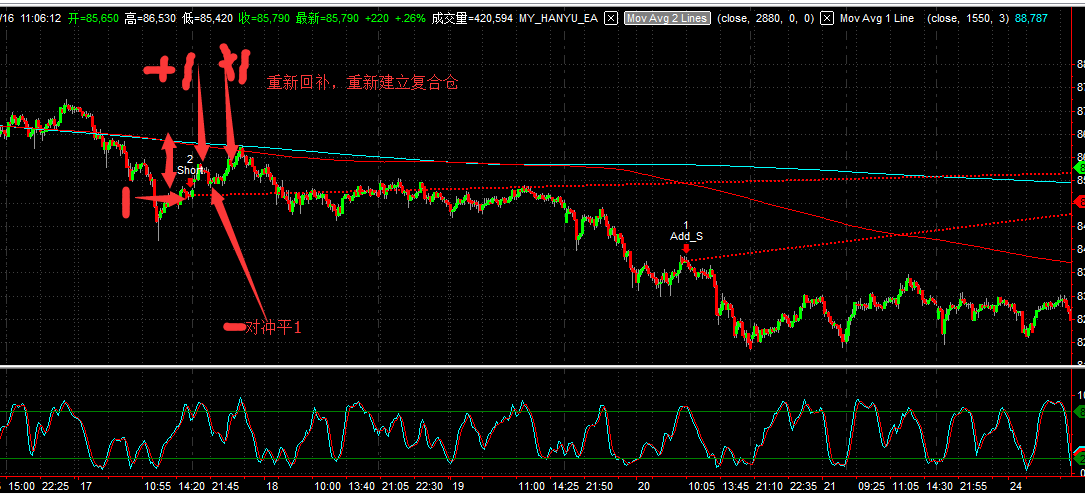 /16 11:06:12 开=85,650 高=86,530 低=85,420 收=85,790 最新=85,790 +220 +.26% 成交量=420,594 MY_HANYU_EA Mov Avg 2 Lines (close, 2880, 0, 0) Mov Avg 1 Line (close, 1550, 3) 88,787
+1 +1
重新回补，重新建立复合仓
2
Short
1
1
Add_S
对冲平1
15:00 22:25 17 10:55 14:20 21:45 18 10:00 13:40 21:05 22:30 19 11:00 14:25 21:50 20 10:05 13:45 21:10 22:35 21 09:25 11:05 14:30 21:55 24